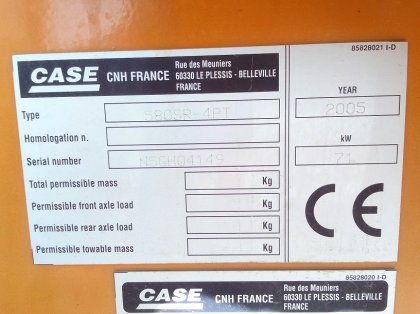 85828021 I-D
CASE CNH FRANCE Rue des Meuniers
60330 LE PLESSIS - BELLEVILLE
FRANCE
YEAR
Type 580SR-4PT 2005
Homologation n. kW
Serial number N5GHQ4149 71
Total permissible mass Kg
Permissible front axle load Kg
Permissible rear axle load Kg
Permissible towable mass Kg
CE
85828020 I-D
CASE CNH FRANCE Rue des Meuniers
60330 LE PLESSIS - BELLEVILLE
FRANCE